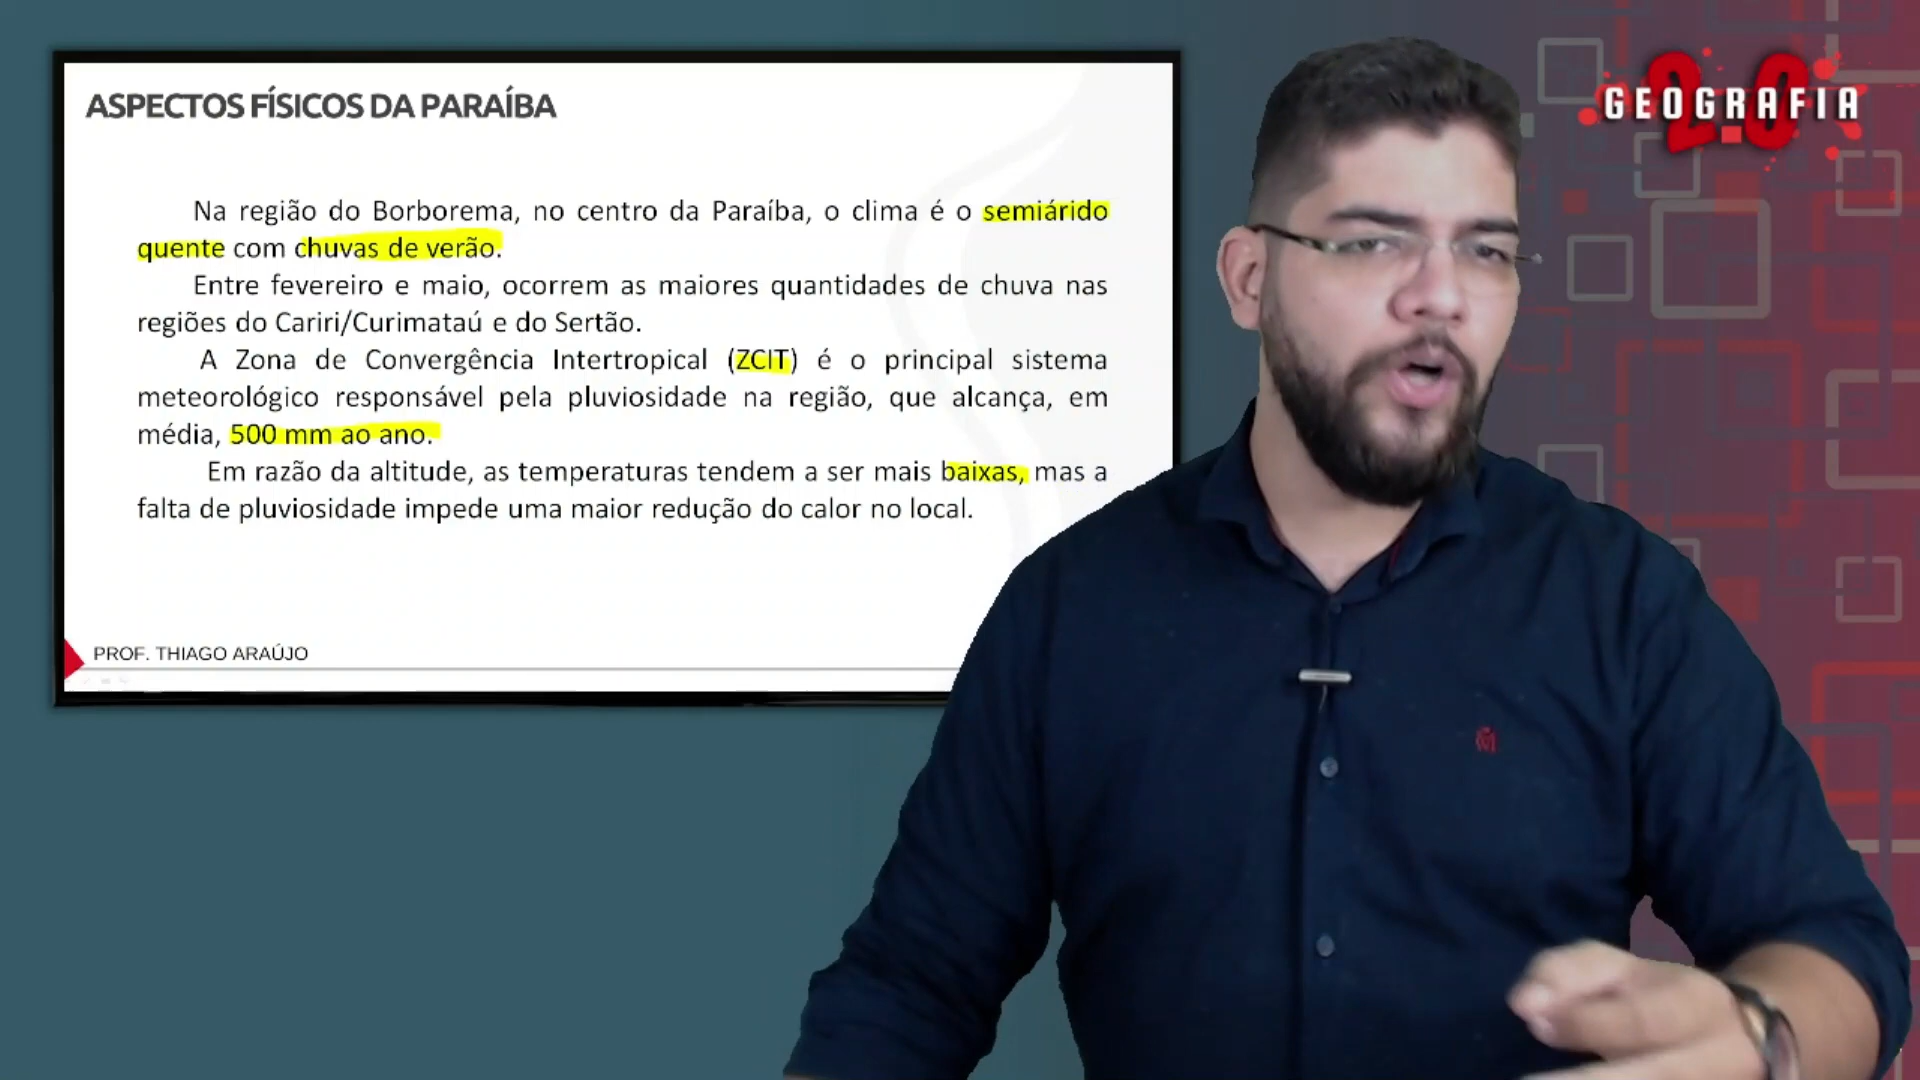 ASPECTOS FÍSICOS DA PARAÍBA
GEOGRAFIA
2.0
Na região do Borborema, no centro da Paraíba, o clima é o semiárido
quente com chuvas de verão.
Entre fevereiro e maio, ocorrem as maiores quantidades de chuva nas
regiões do Cariri/Curimataú e do Sertão.
A Zona de Convergência Intertropical (ZCIT) é o principal sistema
meteorológico responsável pela pluviosidade na região, que alcança, em
média, 500 mm ao ano.
Em razão da altitude, as temperaturas tendem a ser mais baixas, mas a
falta de pluviosidade impede uma maior redução do calor no local.
PROF. THIAGO ARAÚJO